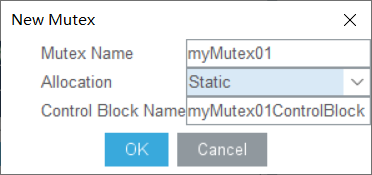 New Mutex
Mutex Name myMutex01
Allocation Static
Control Block Name myMutex01ControlBlock
OK Cancel